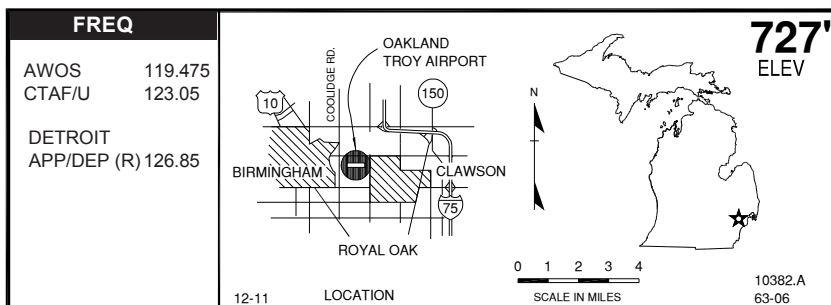 FREQ
AWOS 119.475
CTAF/U 123.05
DETROIT
APP/DEP (R) 126.85
COOLIDGE RD.
OAKLAND
TROY AIRPORT
10
150
BIRMINGHAM
CLAWSON
75
ROYAL OAK
12-11
LOCATION
N
727'
ELEV
0 1 2 3 4
SCALE IN MILES
10382.A
63-06